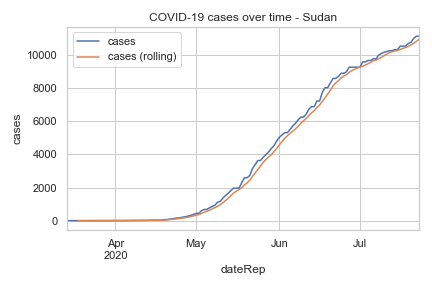 COVID-19 cases over time - Sudan
cases
cases (rolling)
10000
8000
6000
4000
2000
0
cases
Apr
2020
May
Jun
Jul
dateRep